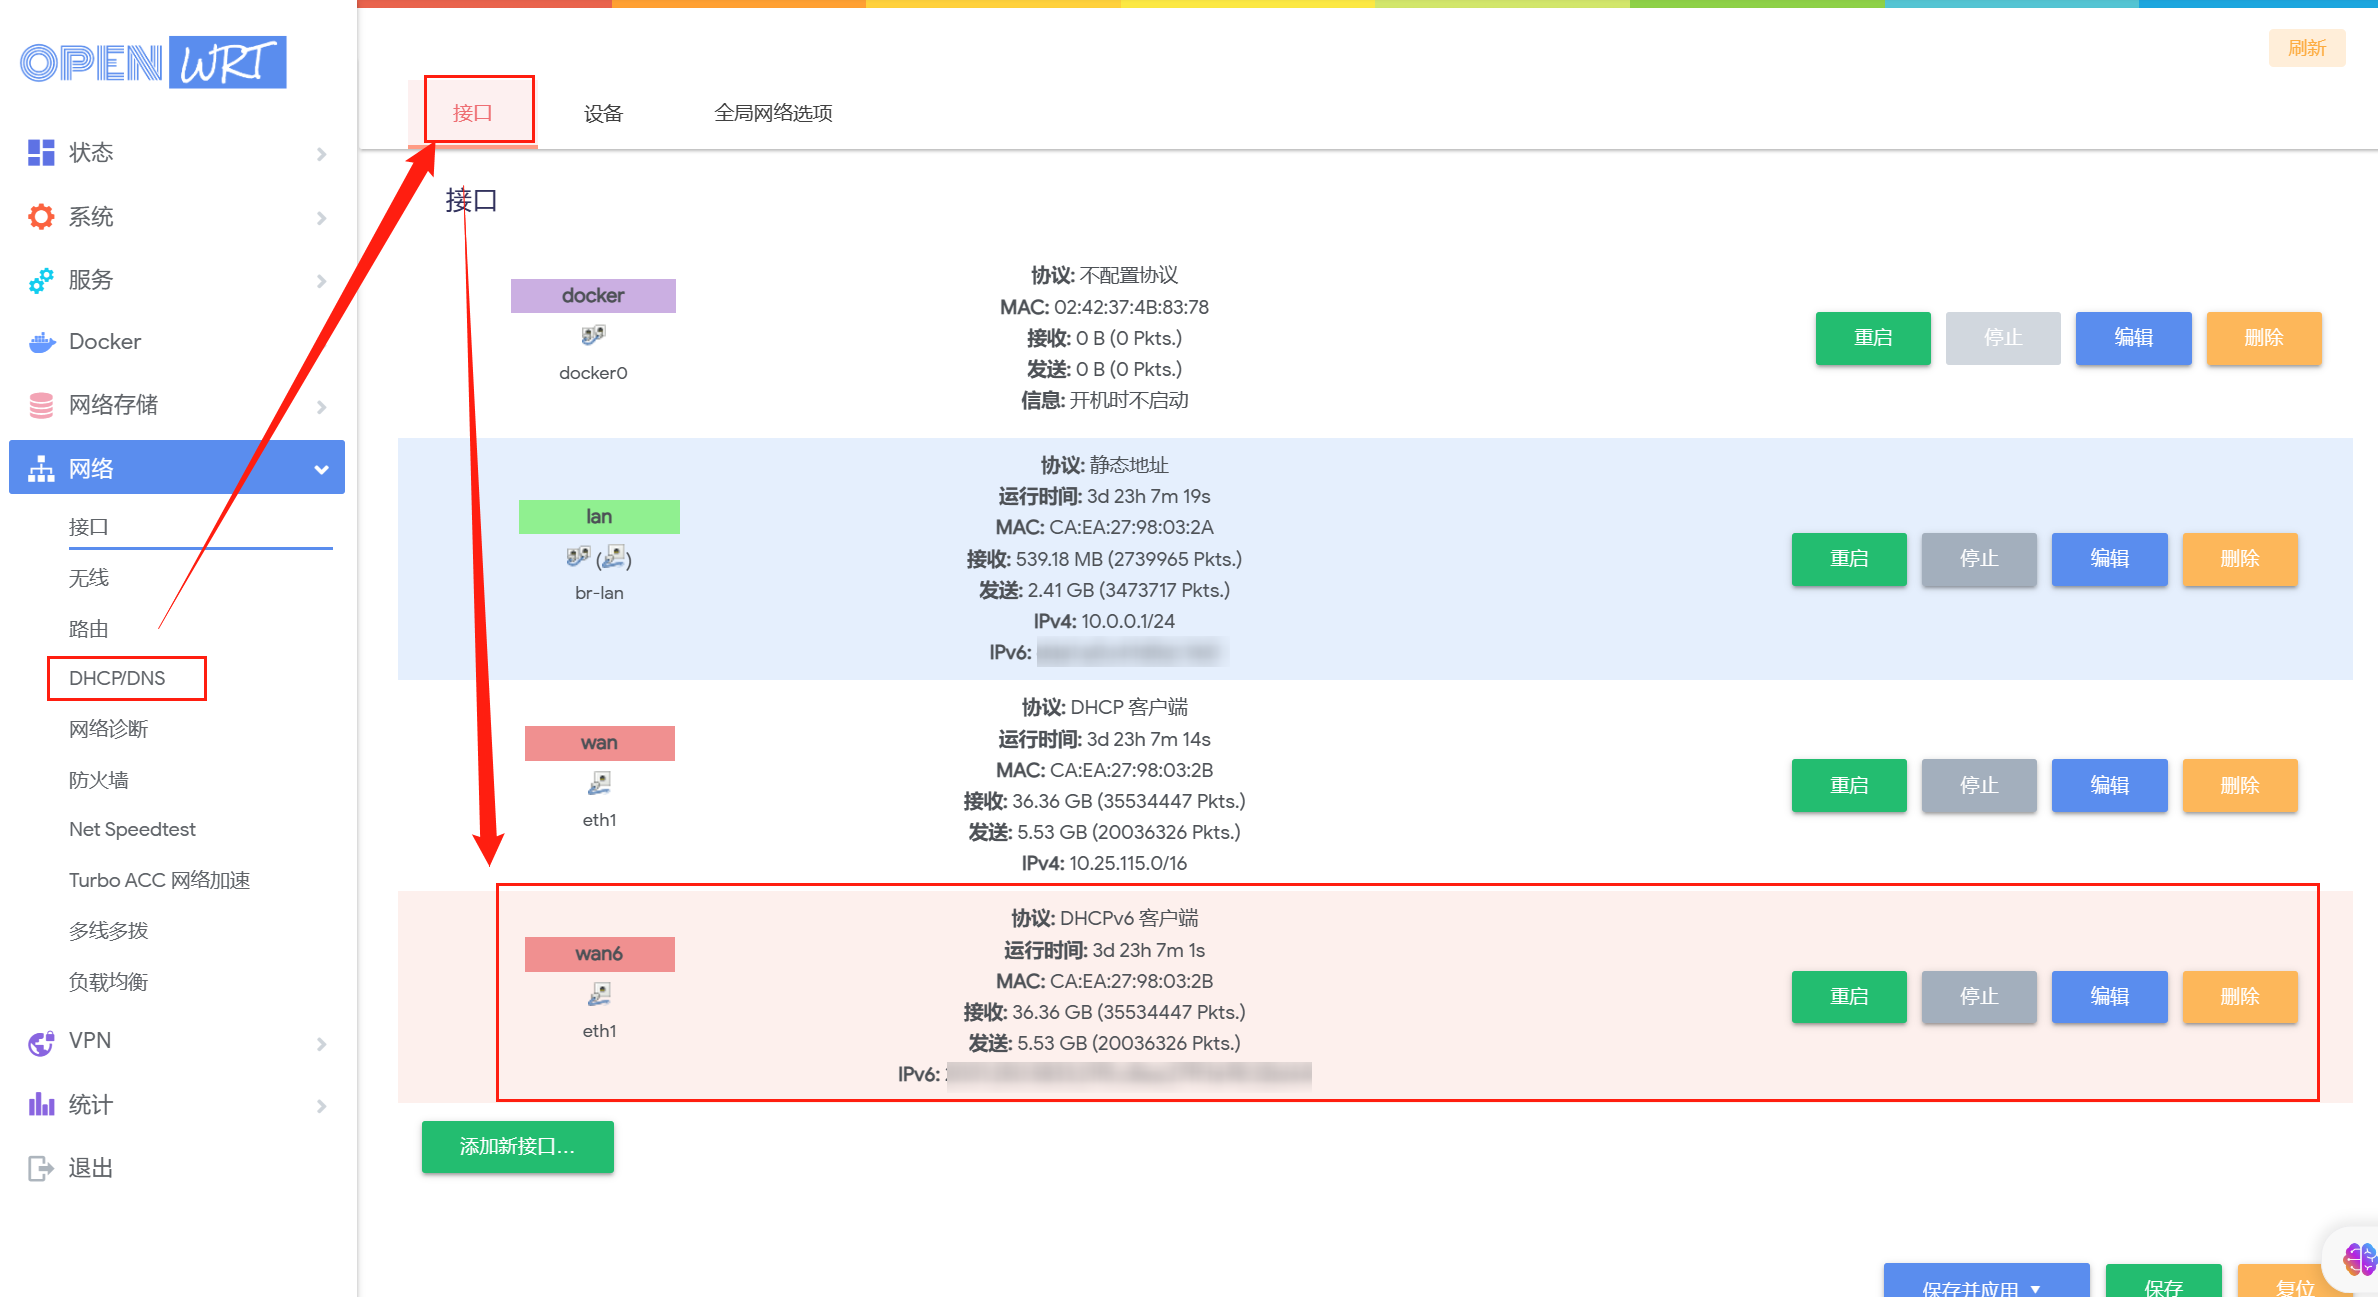 OPENWRT
刷新
接口
设备
全局网络选项
状态
系统
服务
Docker
网络存储
网络
接口
无线
路由
DHCP/DNS
网络诊断
防火墙
Net Speedtest
Turbo ACC 网络加速
多线多拨
负载均衡
VPN
统计
退出
接口
docker
docker0
协议: 不配置协议
MAC: 02:42:37:4B:83:78
接收: 0 B (0 Pkts.)
发送: 0 B (0 Pkts.)
信息: 开机时不启动
重启
停止
编辑
删除
lan
br-lan
协议: 静态地址
运行时间: 3d 23h 7m 19s
MAC: CA:EA:27:98:03:2A
接收: 539.18 MB (2739965 Pkts.)
发送: 2.41 GB (3473717 Pkts.)
IPv4: 10.0.0.1/24
IPv6:
重启
停止
编辑
删除
wan
eth1
协议: DHCP 客户端
运行时间: 3d 23h 7m 14s
MAC: CA:EA:27:98:03:2B
接收: 36.36 GB (35534447 Pkts.)
发送: 5.53 GB (20036326 Pkts.)
IPv4: 10.25.115.0/16
重启
停止
编辑
删除
wan6
eth1
协议: DHCPv6 客户端
运行时间: 3d 23h 7m 1s
MAC: CA:EA:27:98:03:2B
接收: 36.36 GB (35534447 Pkts.)
发送: 5.53 GB (20036326 Pkts.)
IPv6:
重启
停止
编辑
删除
添加新接口...
保存并应用
保存
复位